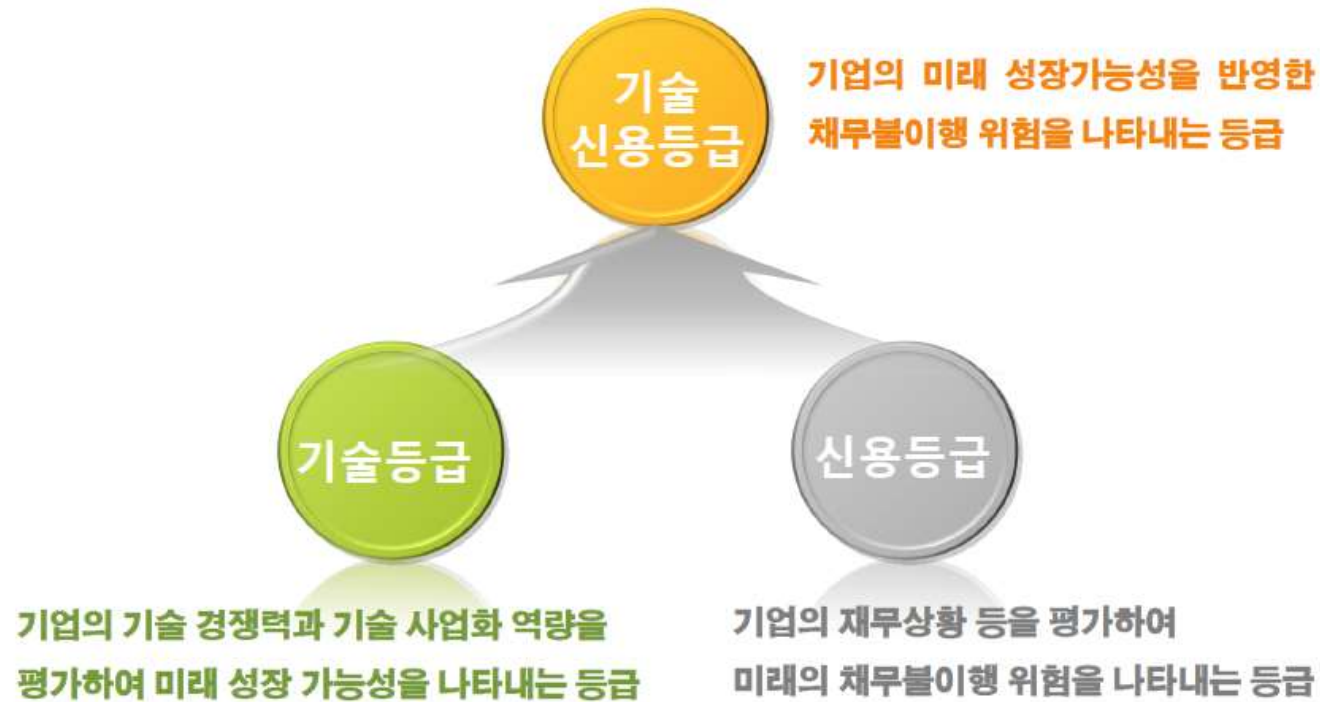 기술
신용등급
기업의 미래 성장가능성을 반영한
채무불이행 위험을 나타내는 등급
기술등급
신용등급
기업의 기술 경쟁력과 기술 사업화 역량을
평가하여 미래 성장 가능성을 나타내는 등급
기업의 재무상황 등을 평가하여
미래의 채무불이행 위험을 나타내는 등급